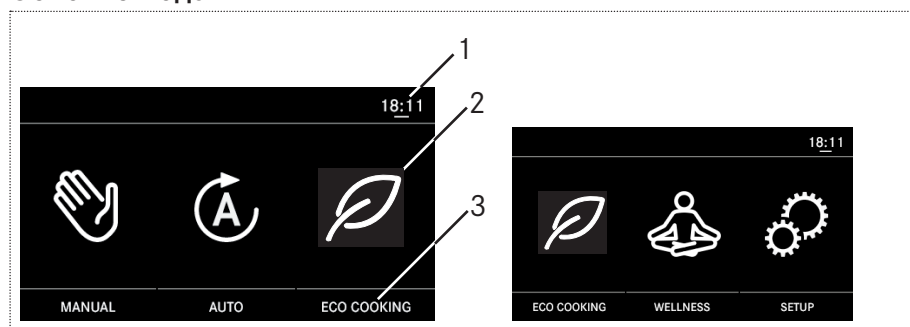 1
18:11
2
3
MANUAL
AUTO
ECO COOKING
18:11
ECO COOKING
WELLNESS
SETUP